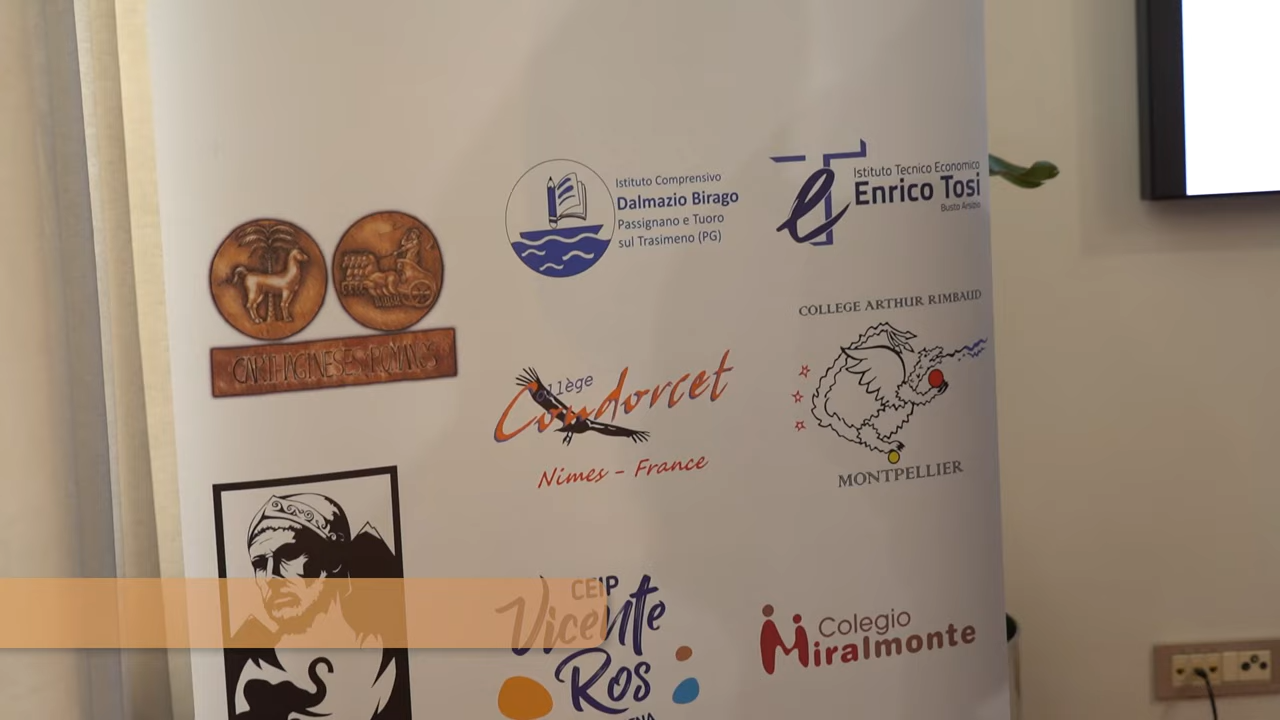 Istituto Comprensivo
Dalmazio Birago
Passignano e Tuoro
sul Trasimeno (PG)
Istituto Tecnico Economico
Enrico Tosi
Busto Arsizio
CARTHAGINESES ROMANOS
Collège
Condorcet
Nimes - France
COLLEGE ARTHUR RIMBAUD
MONTPELLIER
CEIP
Vicente
Ros
Colegio
Miralmonte